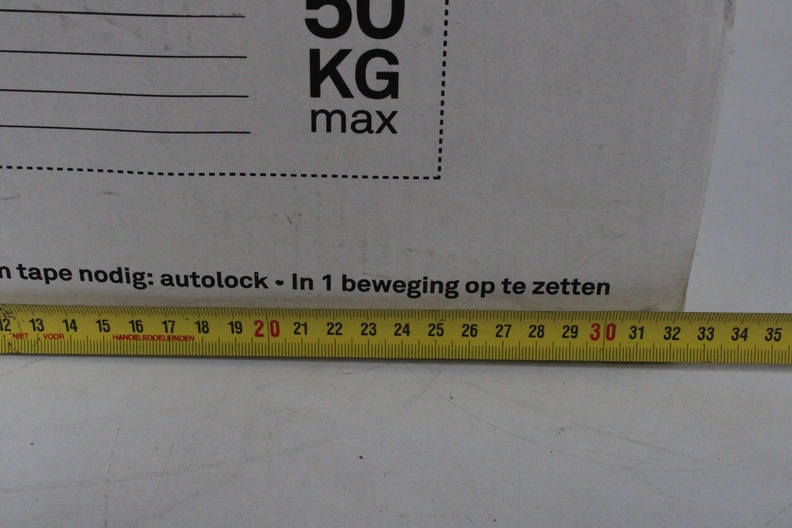 50
KG
max
n tape nodig: autolock • In 1 beweging op te zetten
12 13 14 15 16 17 18 19 20 21 22 23 24 25 26 27 28 29 30 31 32 33 34 35
NIET VOOR HANDELSDOELEINDEN